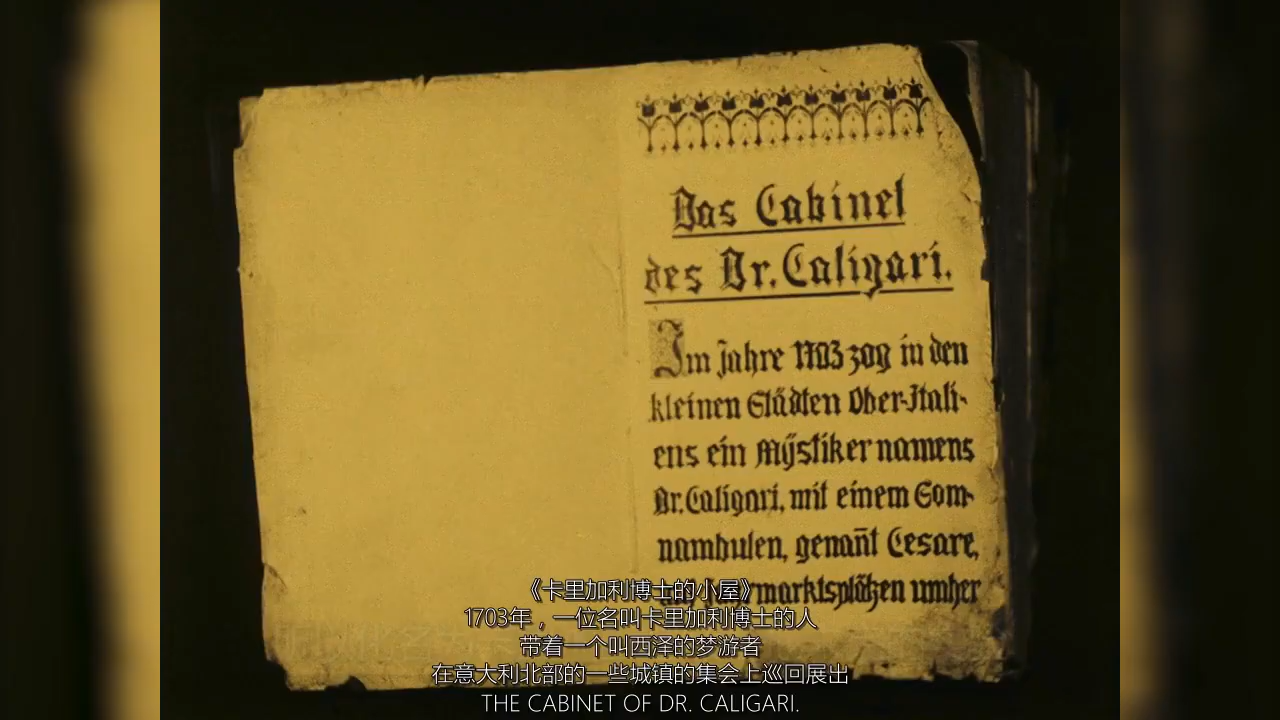 Das Cabinet
des Dr. Caligari.
Im Jahre 1703 zog in den
kleinen Städten Ober-Itali-
ens ein Mÿstiker namens
Dr. Caligari, mit einem Som-
nambulen, genan̄t Cesare,
marktsplätzen umher
《卡里加利博士的小屋》
1703年，一位名叫卡里加利博士的人
带着一个叫西泽的梦游者
在意大利北部的一些城镇的集会上巡回展出
THE CABINET OF DR. CALIGARI.